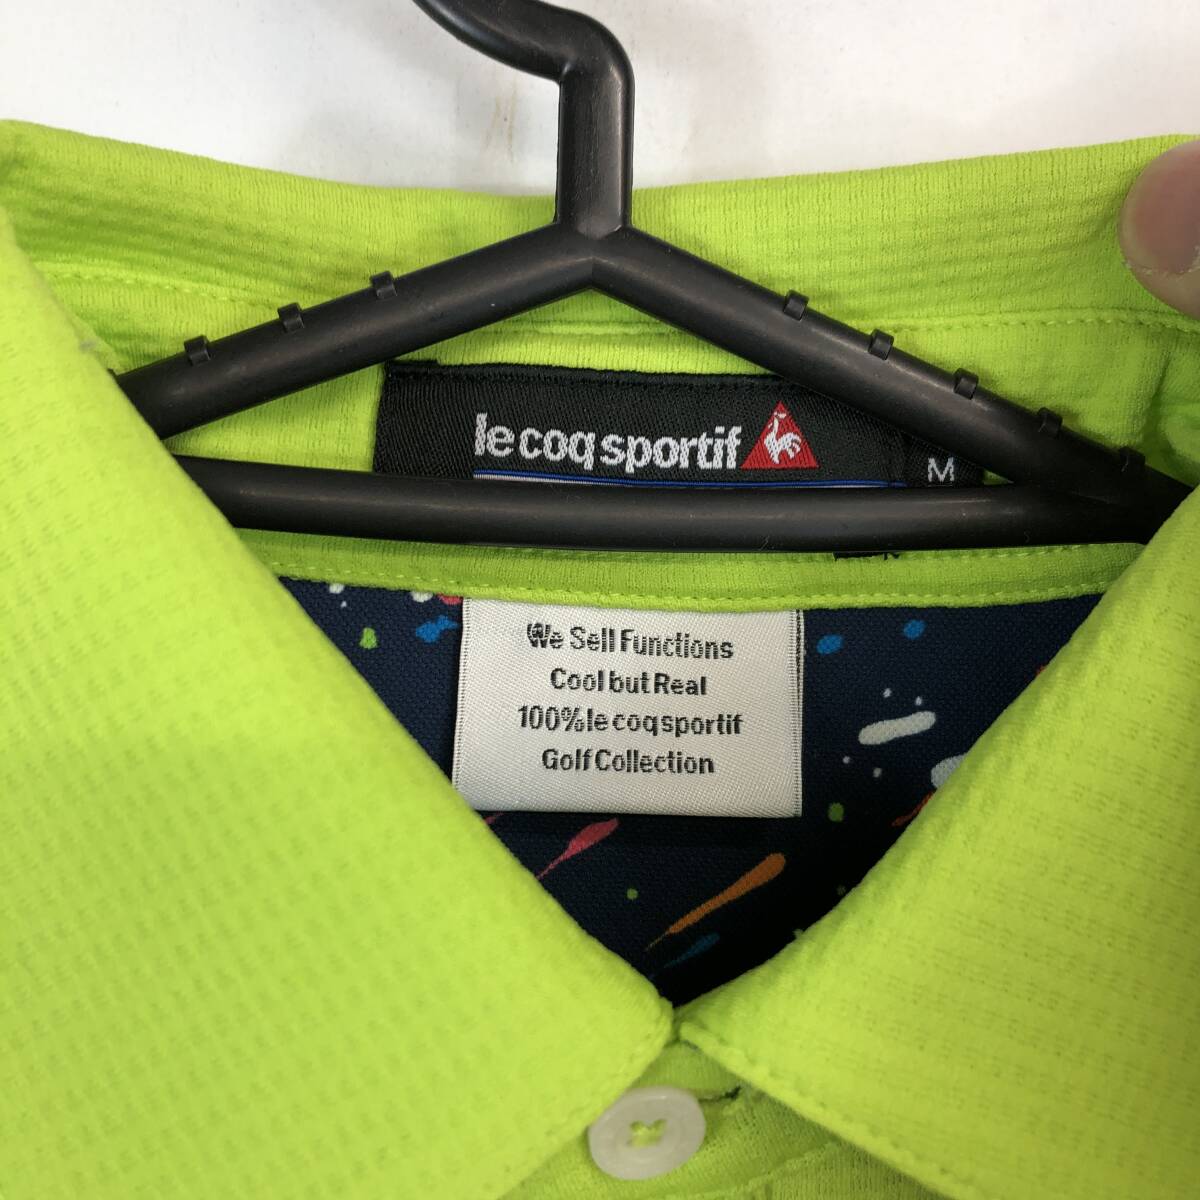 le coq sportif
M
We Sell Functions
Cool but Real
100% le coq sportif
Golf Collection